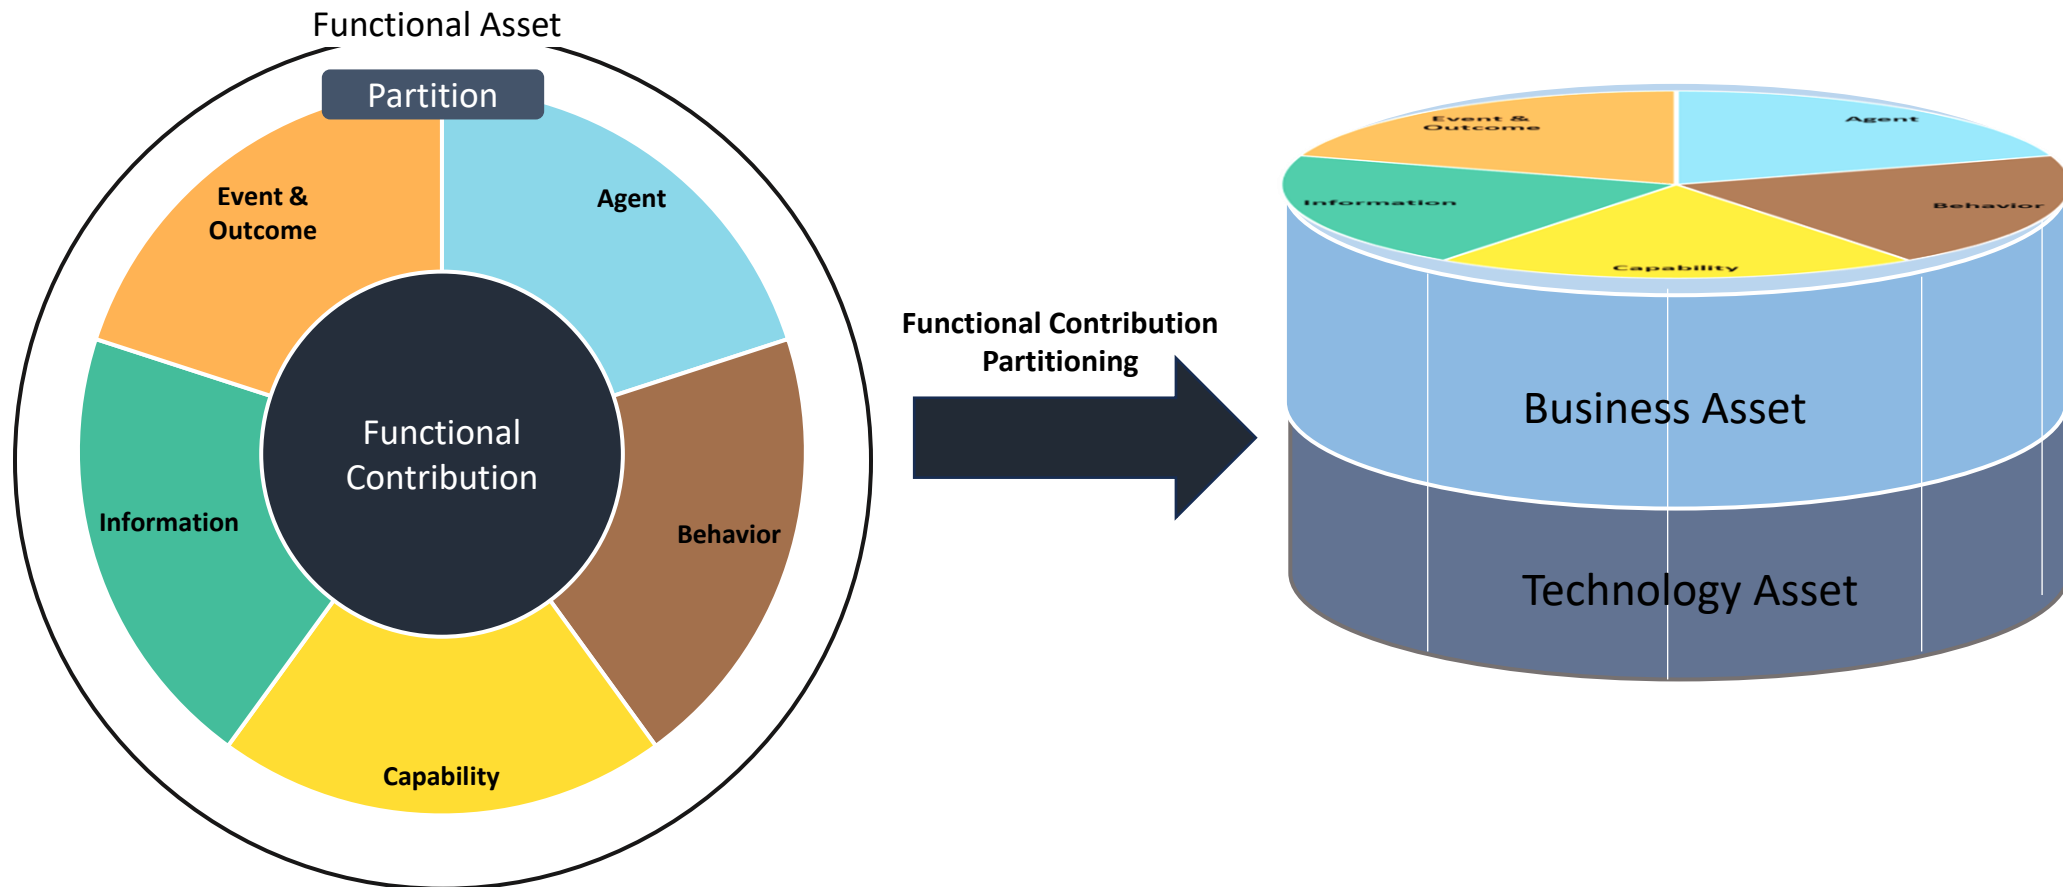 Functional Asset
Partition
Event &
Outcome
Agent
Information
Behavior
Capability
Functional
Contribution
Functional Contribution
Partitioning
Event &
Outcome
Agent
Information
Behavior
Capability
Business Asset
Technology Asset